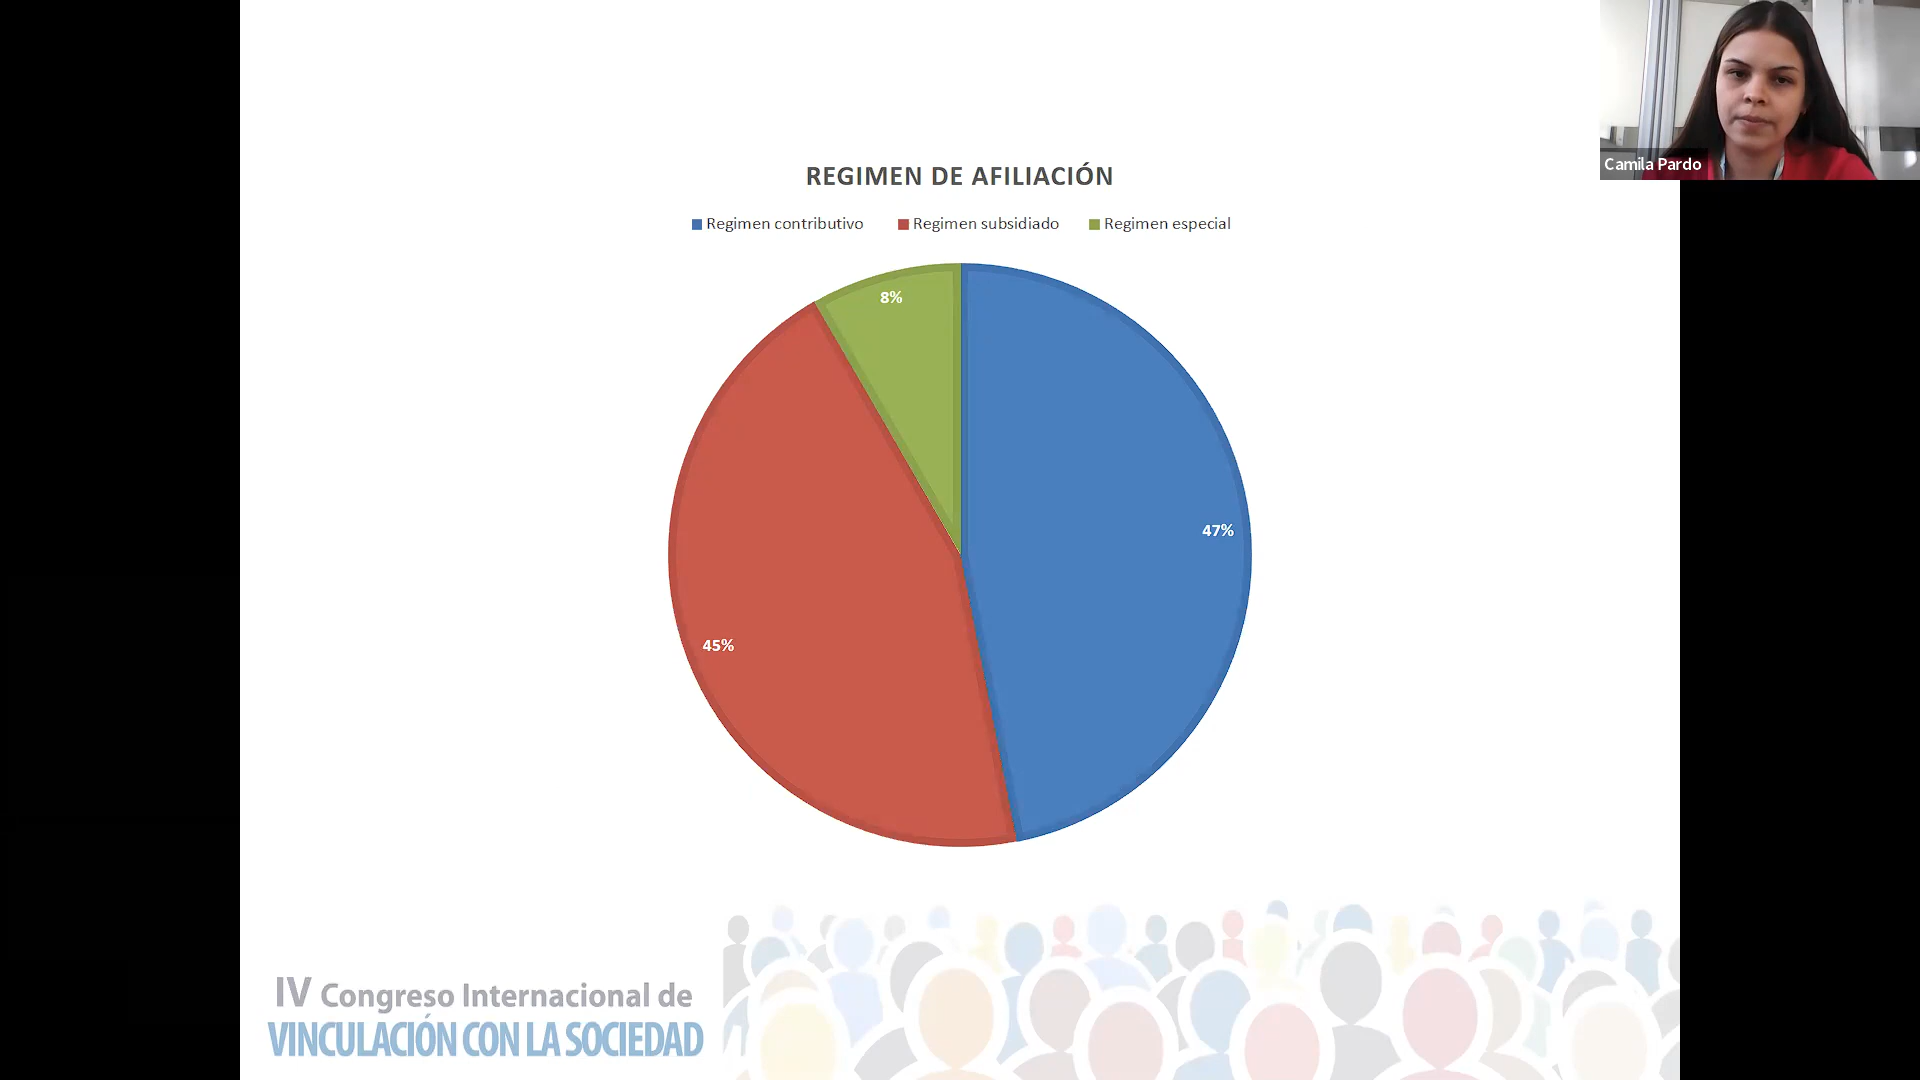 Camila Pardo
REGIMEN DE AFILIACIÓN
Regimen contributivo
Regimen subsidiado
Regimen especial
8%
47%
45%
IV Congreso Internacional de
VINCULACIÓN CON LA SOCIEDAD